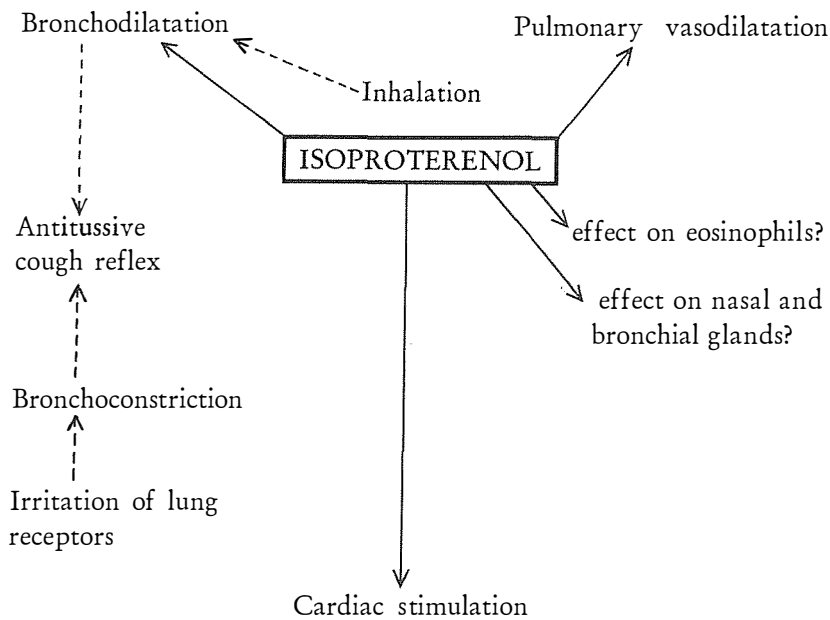 Bronchodilatation
Pulmonary vasodilatation
Inhalation
ISOPROTERENOL
Antitussive
cough reflex
effect on eosinophils?
effect on nasal and
bronchial glands?
Bronchoconstriction
Irritation of lung
receptors
Cardiac stimulation